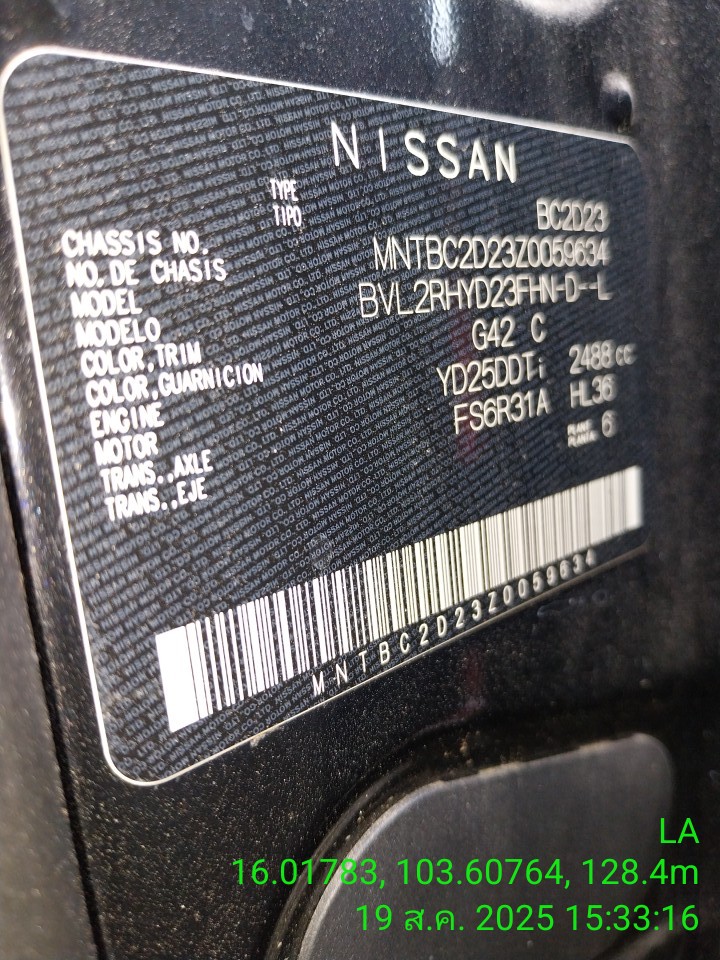 NISSAN
TYPE
TIPO
BC2D23
CHASSIS NO.
NO. DE CHASIS
MNTBC2D23Z0059634
MODEL
MODELO
BVL2RHYD23FHN-D--L
COLOR,TRIM
COLOR,GUARNICION
G42 C
ENGINE
MOTOR
YD25DDTi 2488 cc
TRANS.,AXLE
TRANS.,EJE
FS6R31A HL36
PLANT
PLANTA 6
MNTBC2D23Z0059634
LA
16.01783, 103.60764, 128.4m
19 ส.ค. 2025 15:33:16